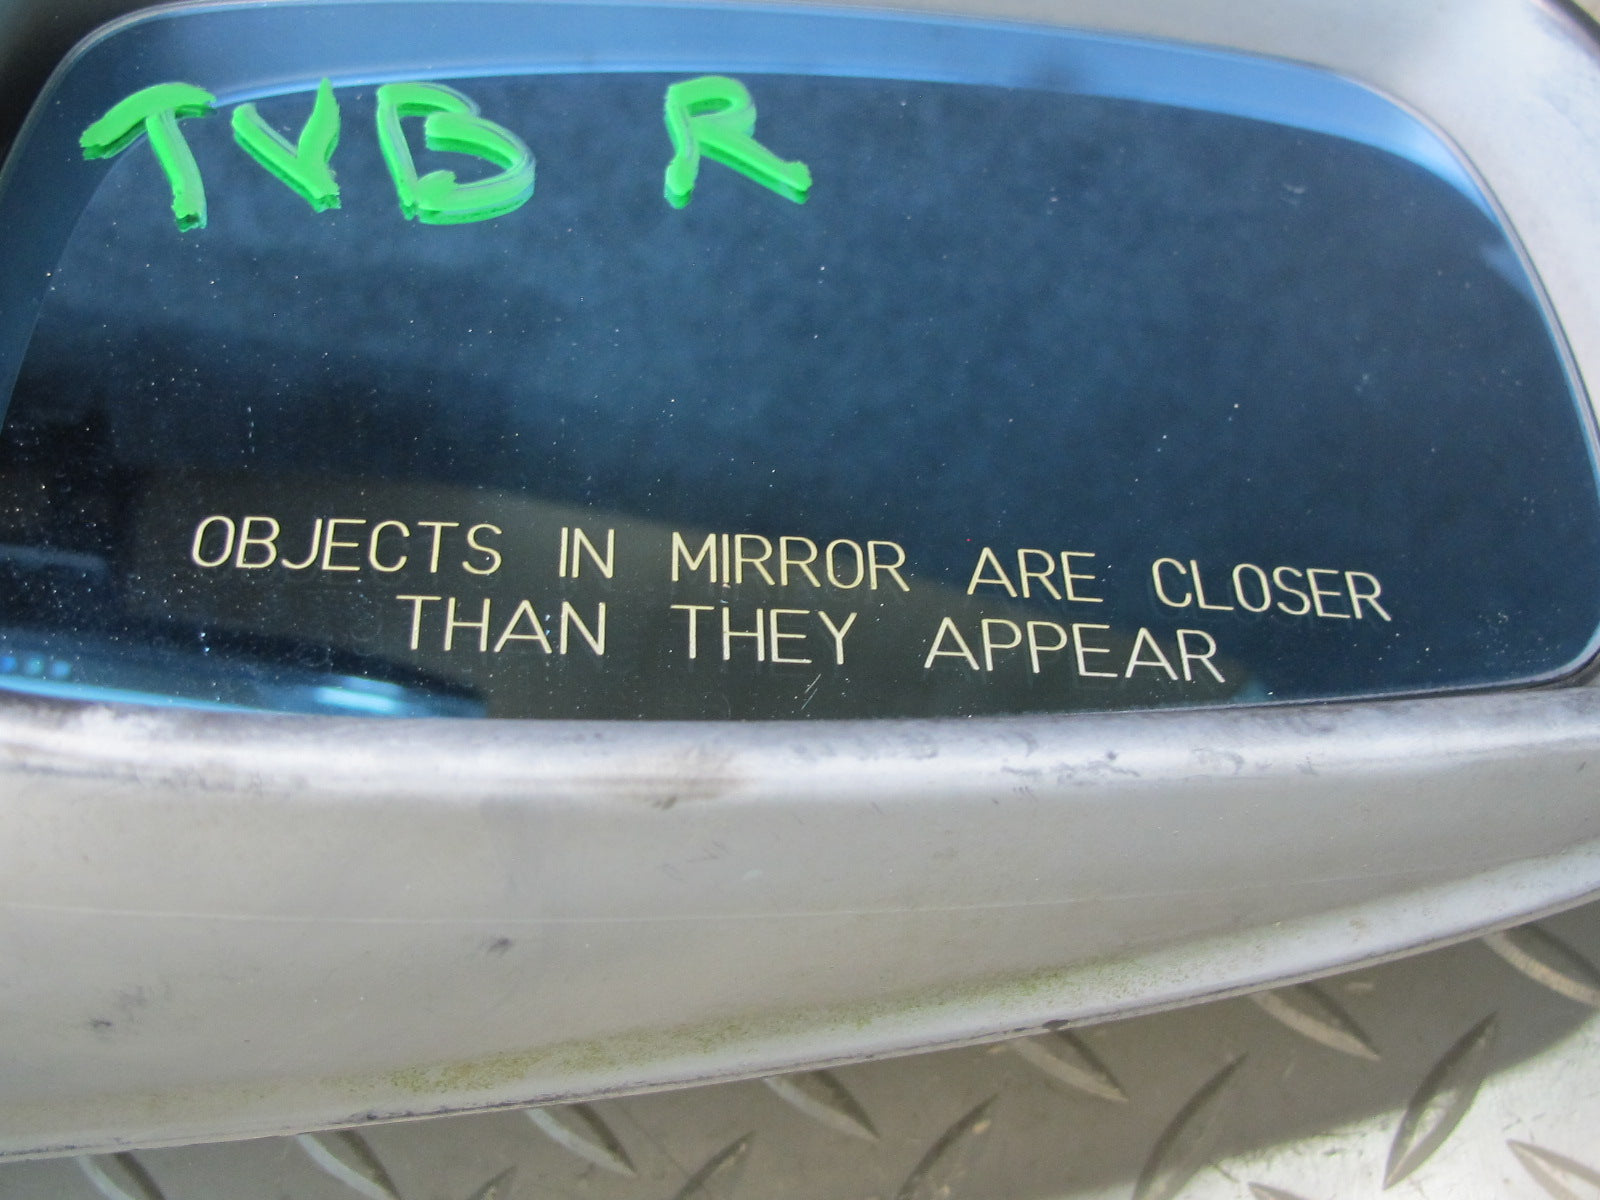 TVB R
OBJECTS IN MIRROR ARE CLOSER
THAN THEY APPEAR